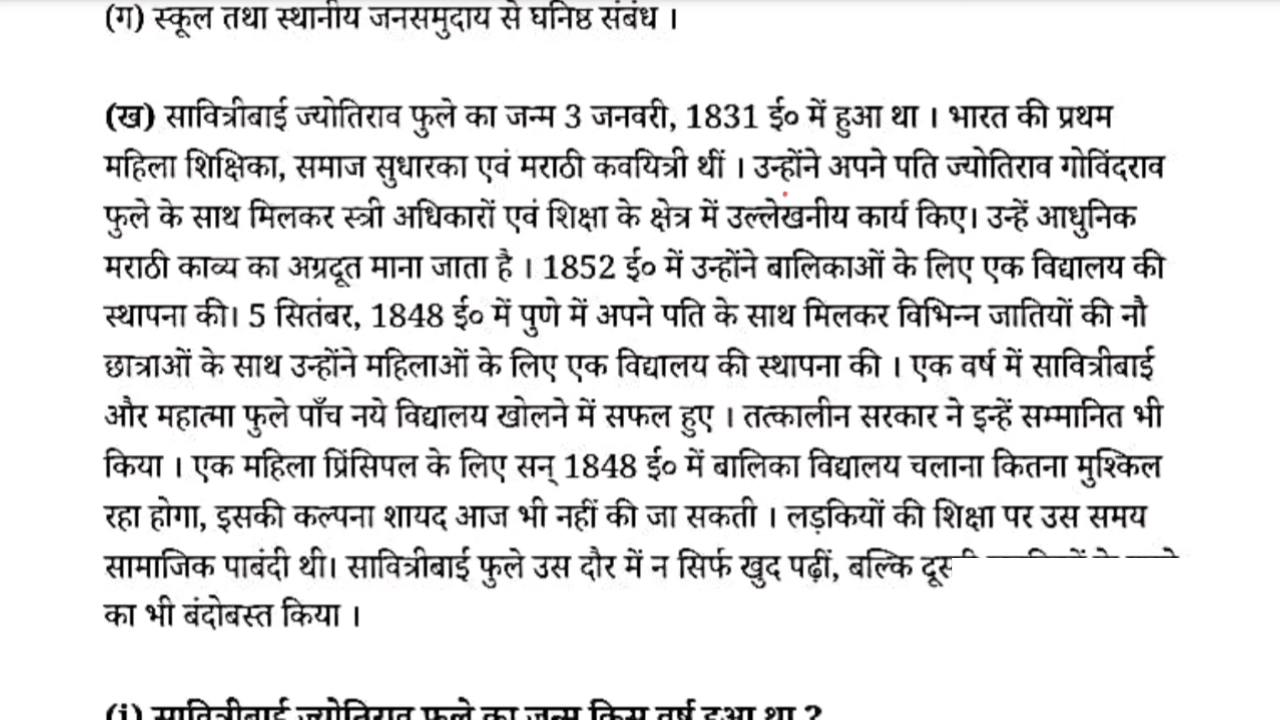 (ग) स्कूल तथा स्थानीय जनसमुदाय से घनिष्ठ संबंध ।
(ख) सावित्रीबाई ज्योतिराव फुले का जन्म 3 जनवरी, 1831 ई० में हुआ था । भारत की प्रथम
महिला शिक्षिका, समाज सुधारका एवं मराठी कवयित्री थीं । उन्होंने अपने पति ज्योतिराव गोविंदराव
फुले के साथ मिलकर स्त्री अधिकारों एवं शिक्षा के क्षेत्र में उल्लेखनीय कार्य किए। उन्हें आधुनिक
मराठी काव्य का अग्रदूत माना जाता है । 1852 ई० में उन्होंने बालिकाओं के लिए एक विद्यालय की
स्थापना की। 5 सितंबर, 1848 ई० में पुणे में अपने पति के साथ मिलकर विभिन्न जातियों की नौ
छात्राओं के साथ उन्होंने महिलाओं के लिए एक विद्यालय की स्थापना की । एक वर्ष में सावित्रीबाई
और महात्मा फुले पाँच नये विद्यालय खोलने में सफल हुए । तत्कालीन सरकार ने इन्हें सम्मानित भी
किया । एक महिला प्रिंसिपल के लिए सन् 1848 ई० में बालिका विद्यालय चलाना कितना मुश्किल
रहा होगा, इसकी कल्पना शायद आज भी नहीं की जा सकती । लड़कियों की शिक्षा पर उस समय
सामाजिक पाबंदी थी। सावित्रीबाई फुले उस दौर में न सिर्फ खुद पढ़ीं, बल्कि
का भी बंदोबस्त किया ।
(i) सावित्रीबाई ज्योतिराव फुले का जन्म किस वर्ष हुआ था ?